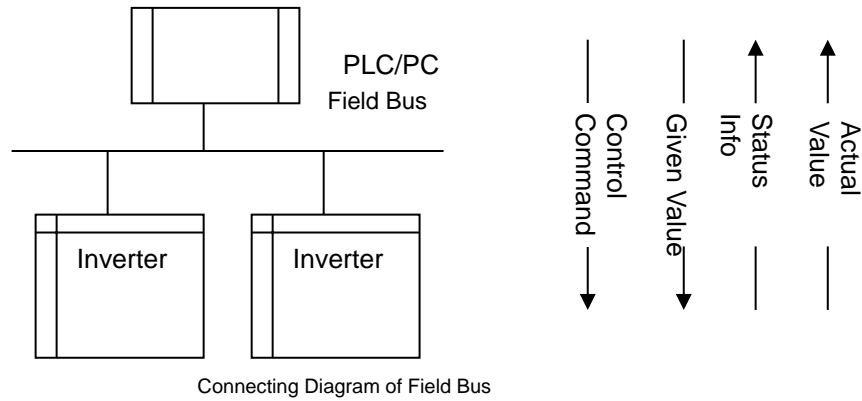 PLC/PC
Field Bus
Inverter
Inverter
Control
Command
Given Value
Status
Info
Actual
Value
Connecting Diagram of Field Bus